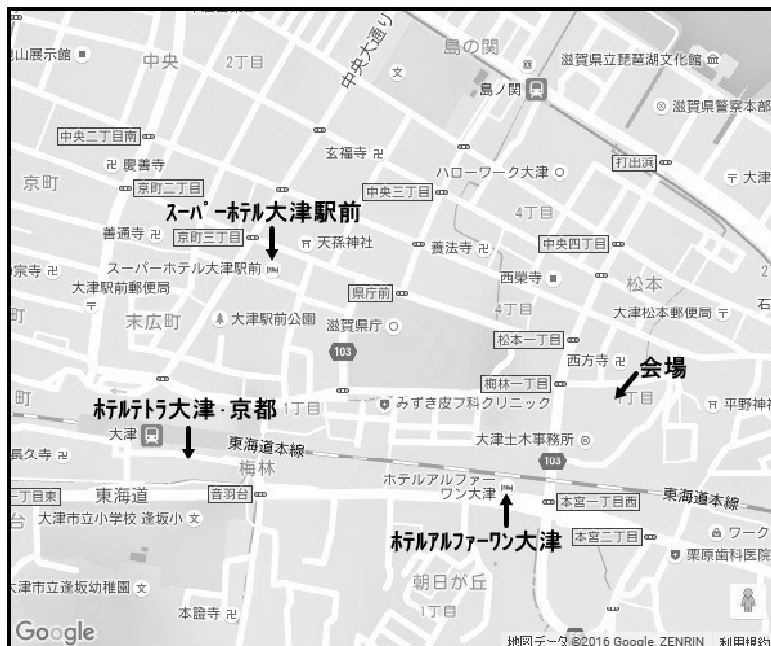 島の関
滋賀県立琵琶湖文化館
山展示館
中央
2丁目
中央大通り
島ノ関
滋賀県警察本部
中央二丁目南
玄福寺
ハローワーク大津
打出浜
慶善寺
大津
京町
京町二丁目
中央三丁目
4丁目
スーパーホテル大津駅前
善通寺
京町三丁目
天孫神社
善法寺
中央四丁目
宗寺
スーパーホテル大津駅前
西榮寺
松本
大津駅前郵便局
県庁前
4丁目
大津松本郵便局
末広町
大津駅前公園
滋賀県庁
町
松本一丁目
103
西方寺
会場
梅林一丁目
町
ホテルテトラ大津・京都
1丁目
みずき皮フ科クリニック
1丁目
平野神社
大津
東海道本線
大津土木事務所
長久寺
梅林
103
ホテルアルファーワン大津
東海道本線
一丁目東
東海道
音羽台
本宮一丁目西
台
大津市立小学校 逢坂小
ホテルアルファーワン大津
本宮二丁目
ワーク
栗原歯科医院
大津市立逢坂幼稚園
朝日が丘
1丁目
本證寺
Google
地図データ ©2016 Google, ZENRIN
利用規約